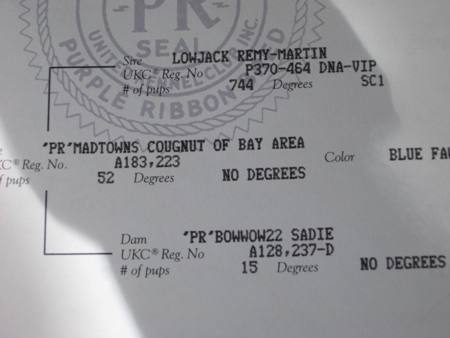 PR
SEAL
PURPLE RIBBON
Sire LOWJACK REMY-MARTIN
UKC® Reg. No P370-464 DNA-VIP
# of pups 744 Degrees SC1
'PR'MADTOWNS COUGNUT OF BAY AREA
KC® Reg. No. A183,223 Color BLUE FAW
f pups 52 Degrees NO DEGREES
Dam 'PR'BOWWOW22 SADIE
UKC® Reg. No A128,237-D
# of pups 15 Degrees NO DEGREES